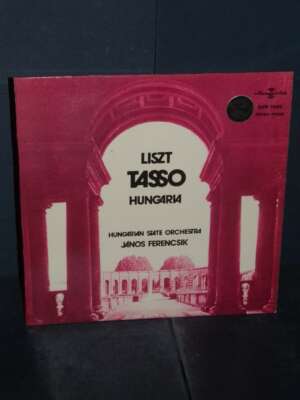 LISZT
TASSO
HUNGARIA
HUNGARIAN STATE ORCHESTRA
JÁNOS FERENCSIK